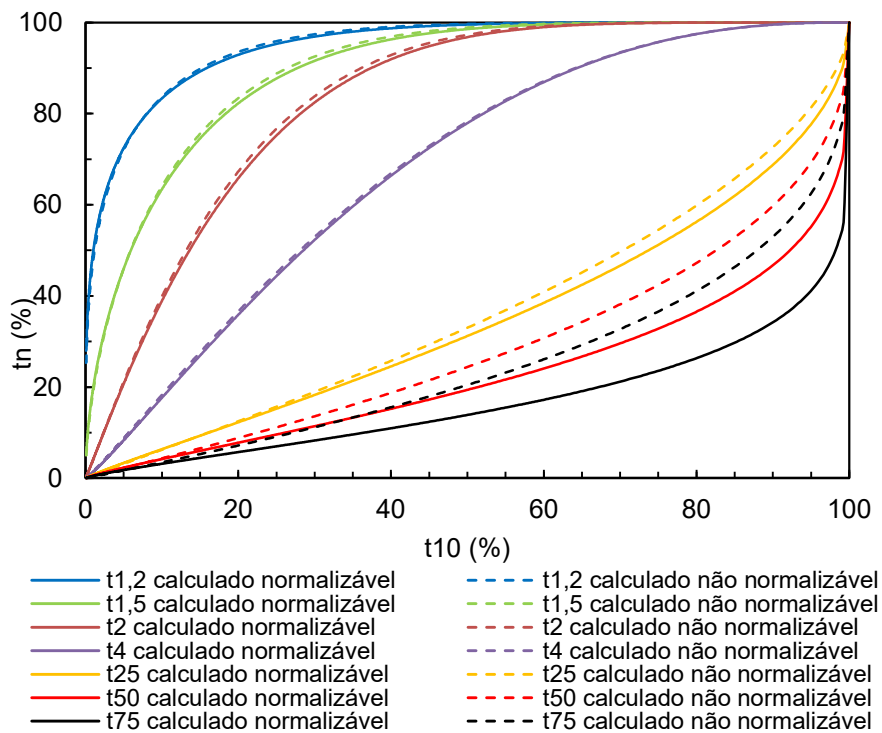 100
80
60
40
20
0
tn (%)
0 20 40 60 80 100
t10 (%)
t1,2 calculado normalizável t1,2 calculado não normalizável
t1,5 calculado normalizável t1,5 calculado não normalizável
t2 calculado normalizável t2 calculado não normalizável
t4 calculado normalizável t4 calculado não normalizável
t25 calculado normalizável t25 calculado não normalizável
t50 calculado normalizável t50 calculado não normalizável
t75 calculado normalizável t75 calculado não normalizável